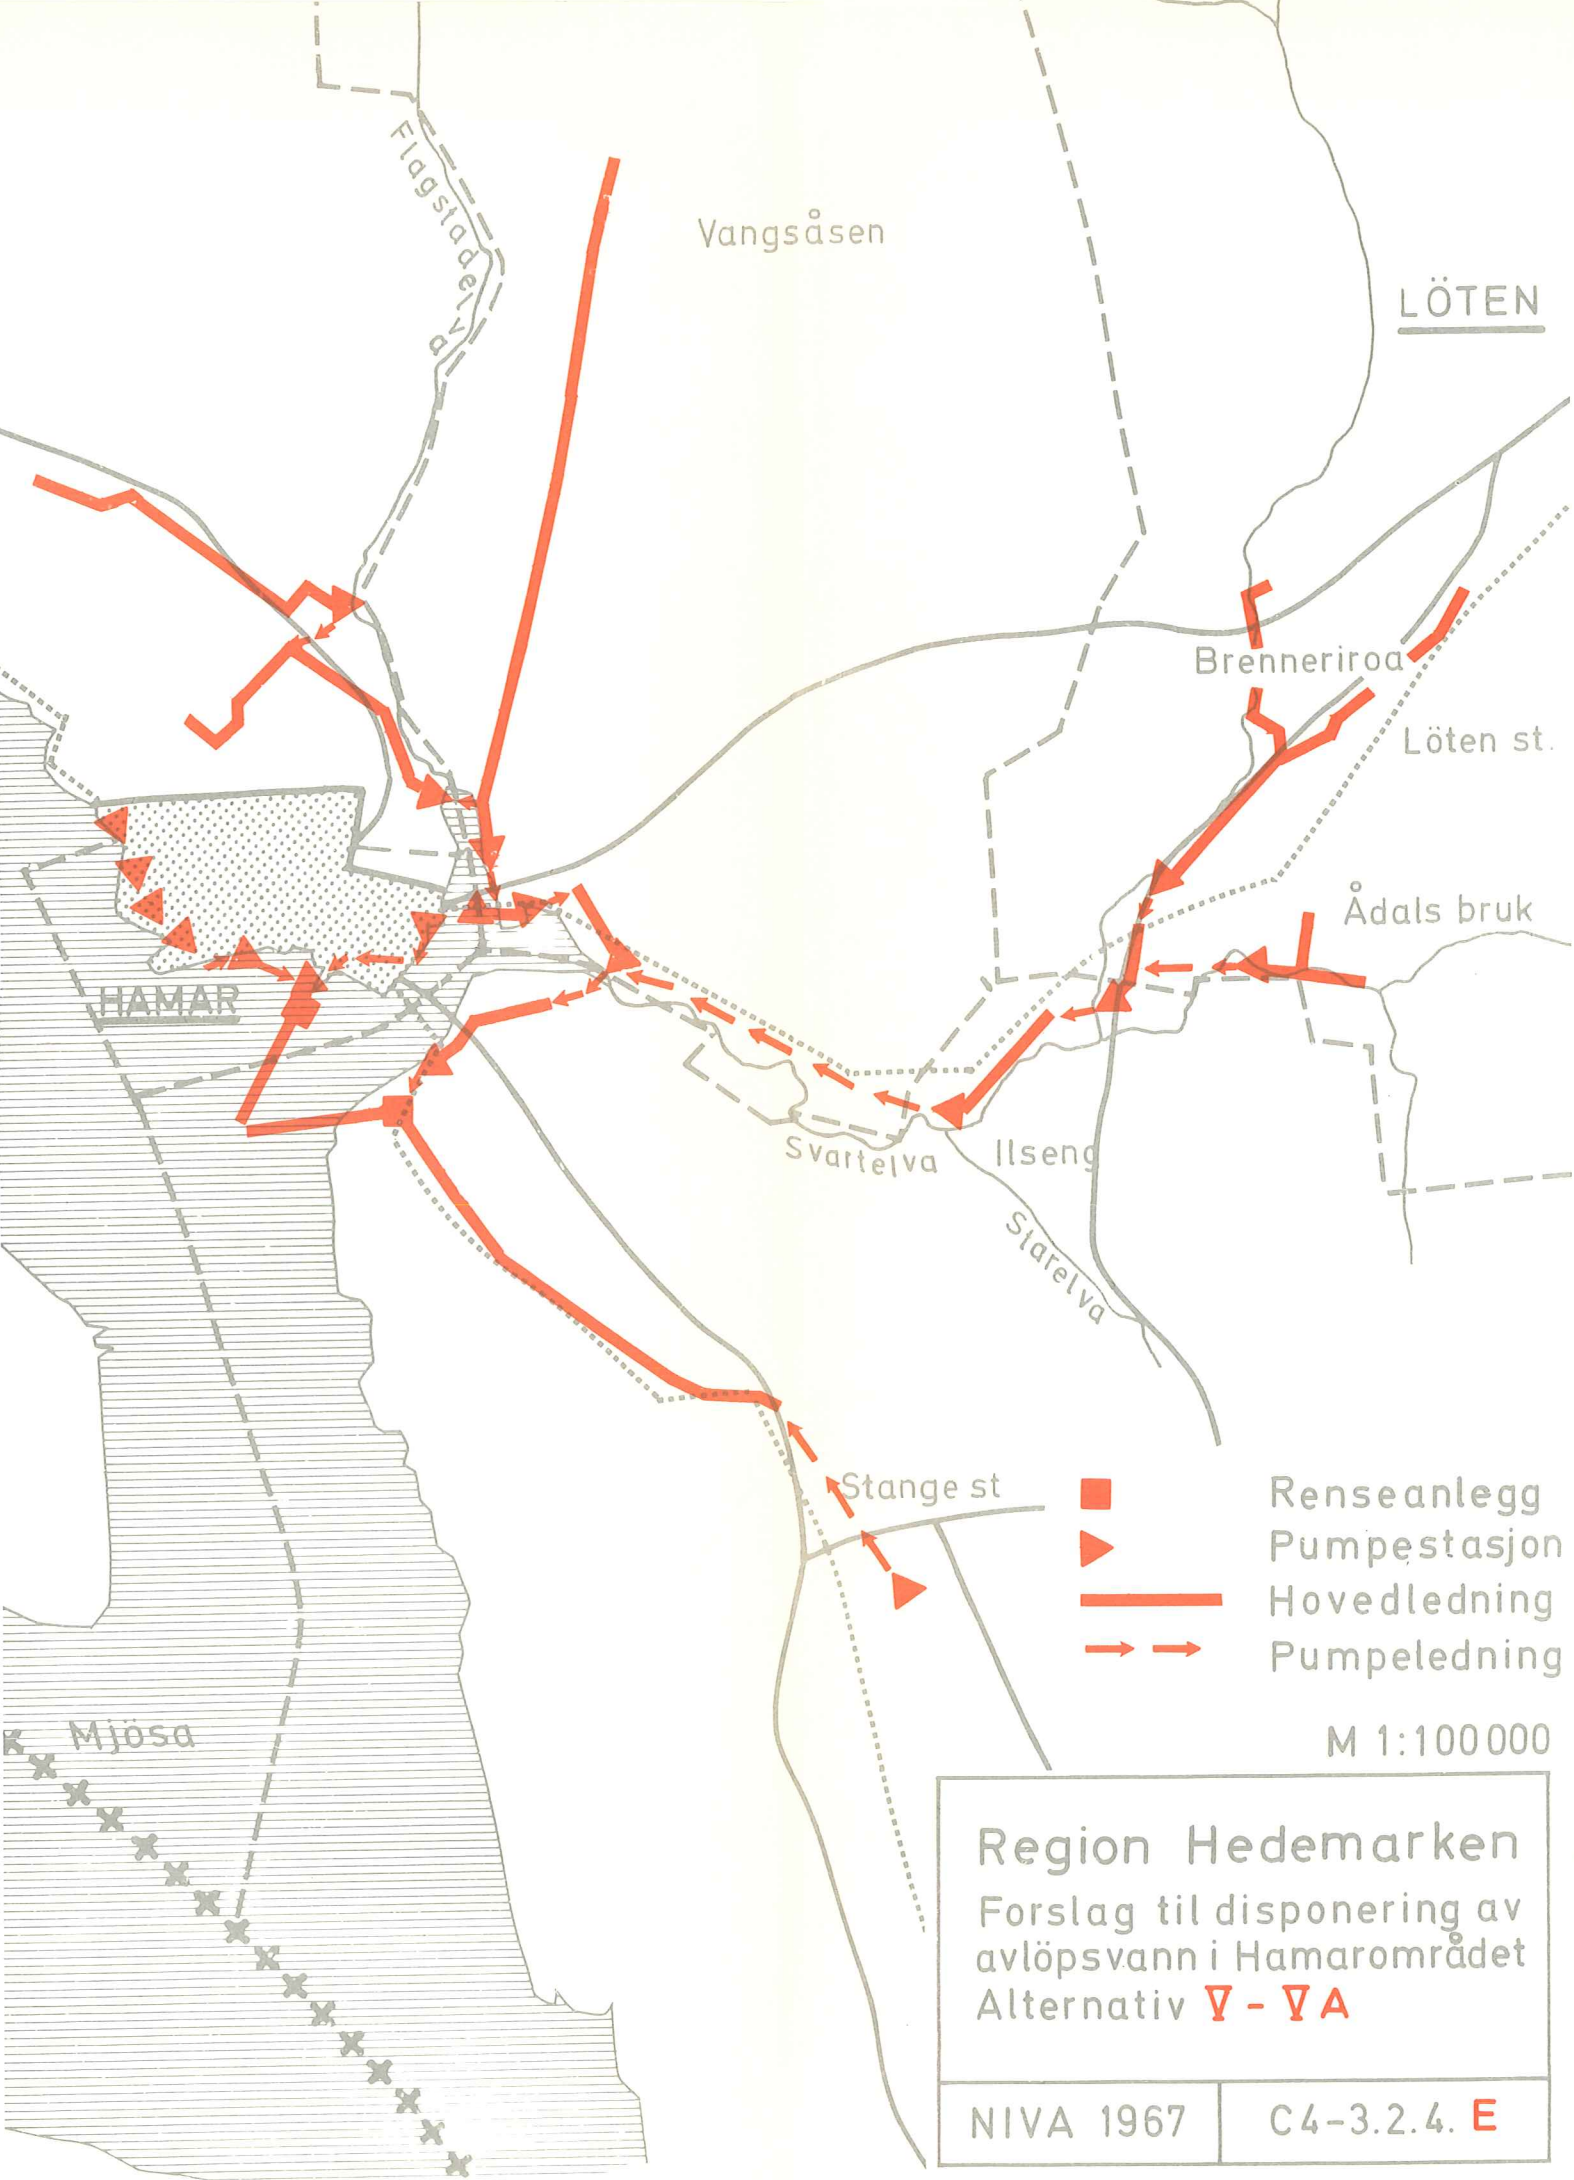 Flagstadelva
Vangsåsen
LÖTEN
Brenneriroa
Löten st.
Ådals bruk
HAMAR
Svartelva
Ilseng
Starelva
Stange st
Renseanlegg
Pumpestasjon
Hovedledning
Pumpeledning
Mjösa
M 1:100000
Region Hedemarken
Forslag til disponering av
avlöpsvann i Hamarområdet
Alternativ V - V A
NIVA 1967
C4-3.2.4. E